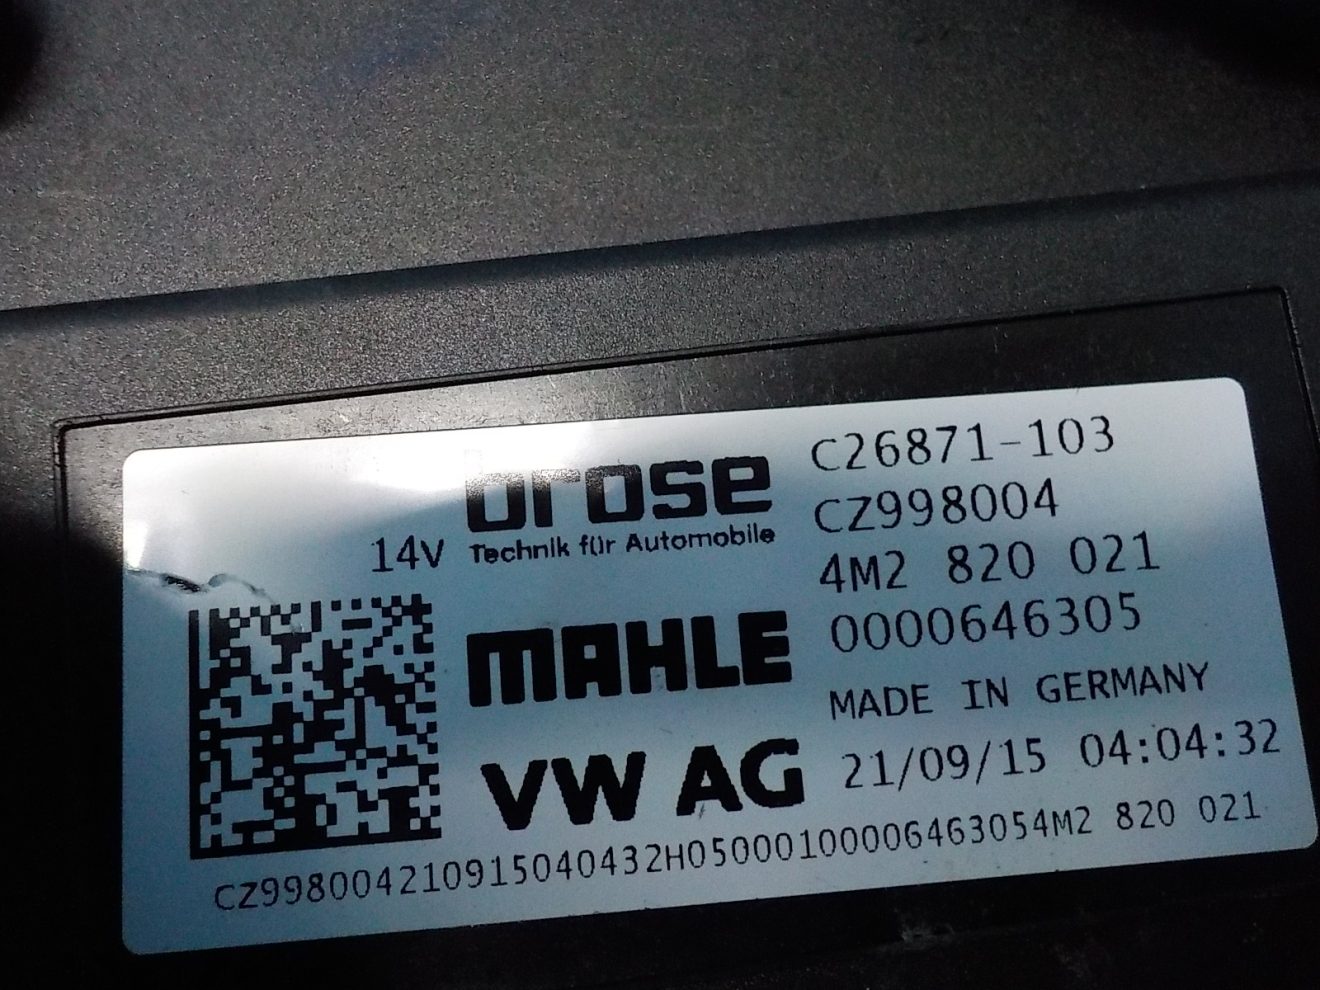 brose
Technik für Automobile
14V
MAHLE
VW AG
C26871-103
CZ998004
4M2 820 021
0000646305
MADE IN GERMANY
21/09/15 04:04:32
CZ998004210915040432H05000100006463054M2 820 021